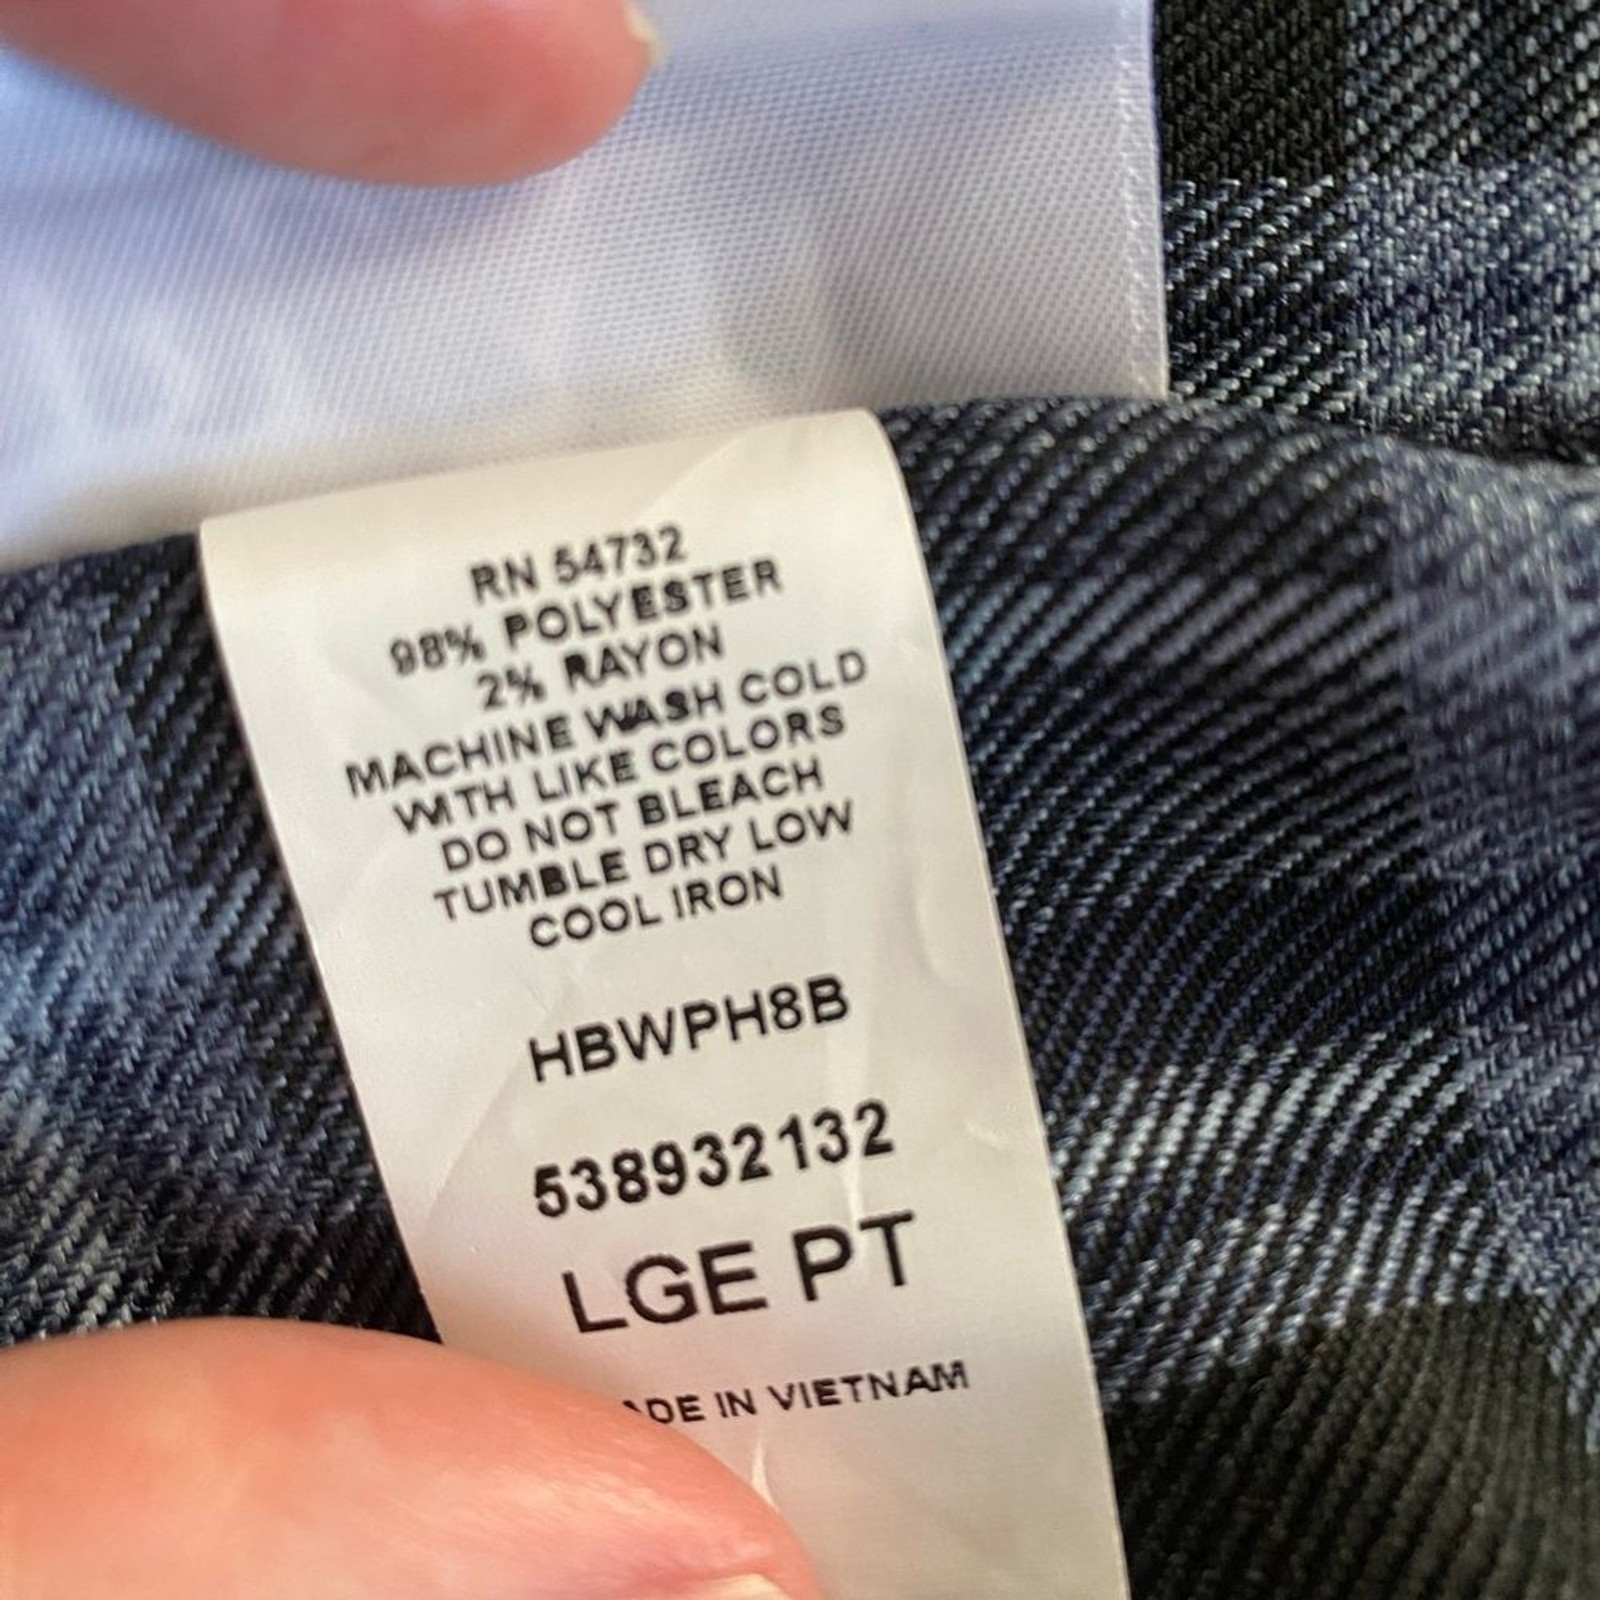 RN 54732
98% POLYESTER
2% RAYON
MACHINE WASH COLD
WITH LIKE COLORS
DO NOT BLEACH
TUMBLE DRY LOW
COOL IRON
HBWPH8B
538932132
LGE PT
ADE IN VIETNAM